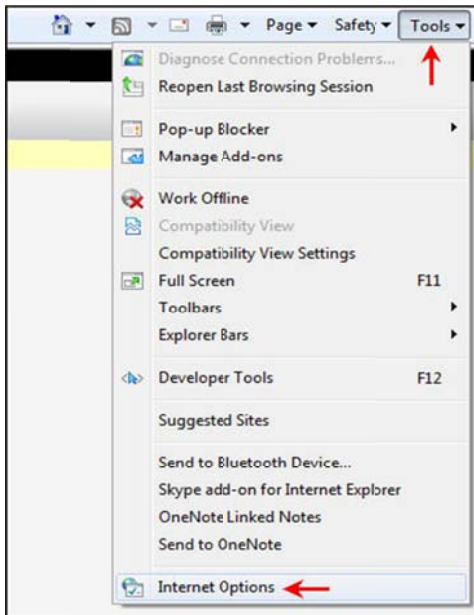 Page Safety Tools
Diagnose Connection Problems...
Reopen Last Browsing Session
Pop-up Blocker
Manage Add-ons
Work Offline
Compatibility View
Compatibility View Settings
Full Screen F11
Toolbars
Explorer Bars
Developer Tools F12
Suggested Sites
Send to Bluetooth Device...
Skype add-on for Internet Explorer
OneNote Linked Notes
Send to OneNote
Internet Options